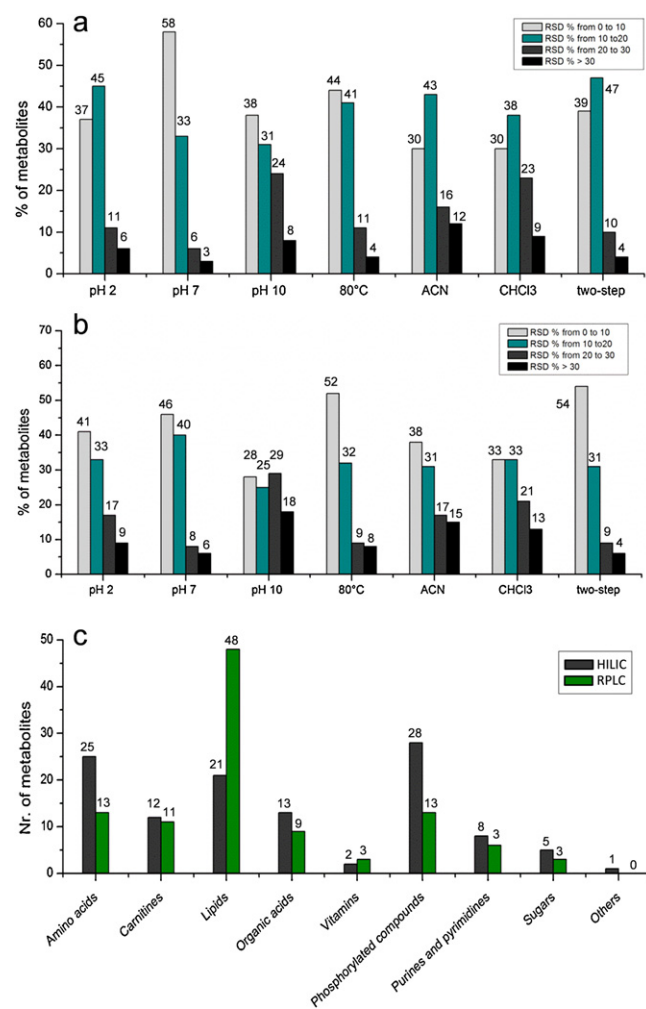 a
RSD % from 0 to 10
RSD % from 10 to20
RSD % from 20 to 30
RSD % > 30
% of metabolites
60
50
40
30
20
10
0
37 45 11 6
58 33 6 3
38 31 24 8
44 41 11 4
30 43 16 12
30 38 23 9
39 47 10 4
pH 2 pH 7 pH 10 80°C ACN CHCl3 two-step
b
RSD % from 0 to 10
RSD % from 10 to20
RSD % from 20 to 30
RSD % > 30
% of metabolites
70
60
50
40
30
20
10
0
41 33 17 9
46 40 8 6
28 25 29 18
52 32 9 8
38 31 17 15
33 33 21 13
54 31 9 4
pH 2 pH 7 pH 10 80°C ACN CHCl3 two-step
c
HILIC
RPLC
Nr. of metabolites
50
40
30
20
10
0
25 13
12 11
21 48
13 9
2 3
28 13
8 3
5 3
1 0
Amino acids
Carnitines
Lipids
Organic acids
Vitamins
Phosphorylated compounds
Purines and pyrimidines
Sugars
Others